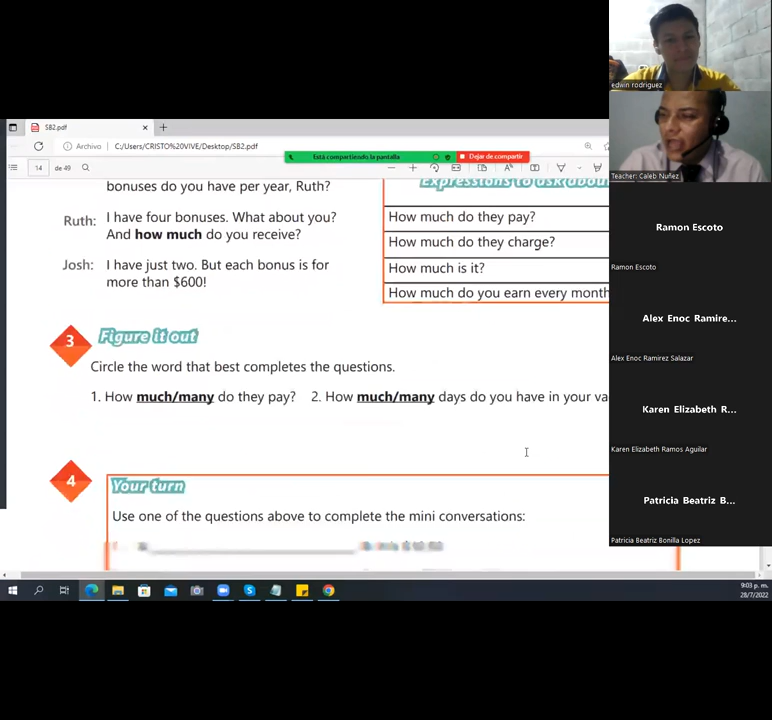 SB2.pdf
Archivo
C:/Users/CRISTO%20VIVE/Desktop/SB2.pdf
Está compartiendo la pantalla
Dejar de compartir
14
de 49
bonuses do you have per year, Ruth?
Ruth: I have four bonuses. What about you?
And how much do you receive?
Josh: I have just two. But each bonus is for
more than $600!
Expressions to ask about
How much do they pay?
How much do they charge?
How much is it?
How much do you earn every month
3 Figure it out
Circle the word that best completes the questions.
1. How much/many do they pay? 2. How much/many days do you have in your va
4 Your turn
Use one of the questions above to complete the mini conversations:
edwin rodriguez
Teacher: Caleb Nuñez
Ramon Escoto
Ramon Escoto
Alex Enoc Ramire...
Alex Enoc Ramirez Salazar
Karen Elizabeth R...
Karen Elizabeth Ramos Aguilar
Patricia Beatriz B...
Patricia Beatriz Bonilla Lopez
9:03 p. m.
28/7/2022